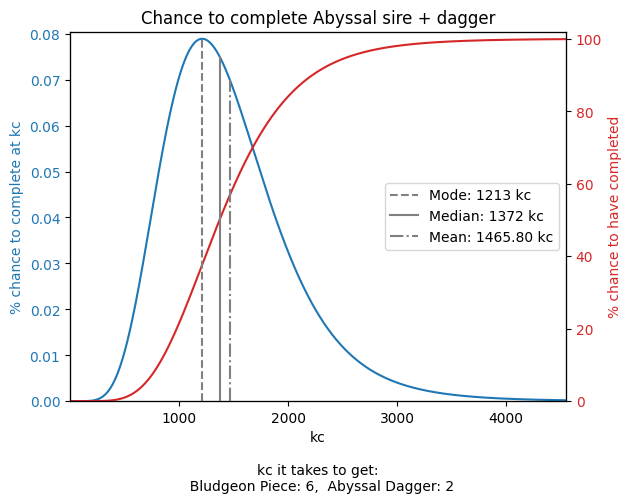 Chance to complete Abyssal sire + dagger
% chance to complete at kc
0.08
0.07
0.06
0.05
0.04
0.03
0.02
0.01
0.00
100
80
60
40
20
0
% chance to have completed
Mode: 1213 kc
Median: 1372 kc
Mean: 1465.80 kc
1000 2000 3000 4000
kc
kc it takes to get:
Bludgeon Piece: 6,  Abyssal Dagger: 2